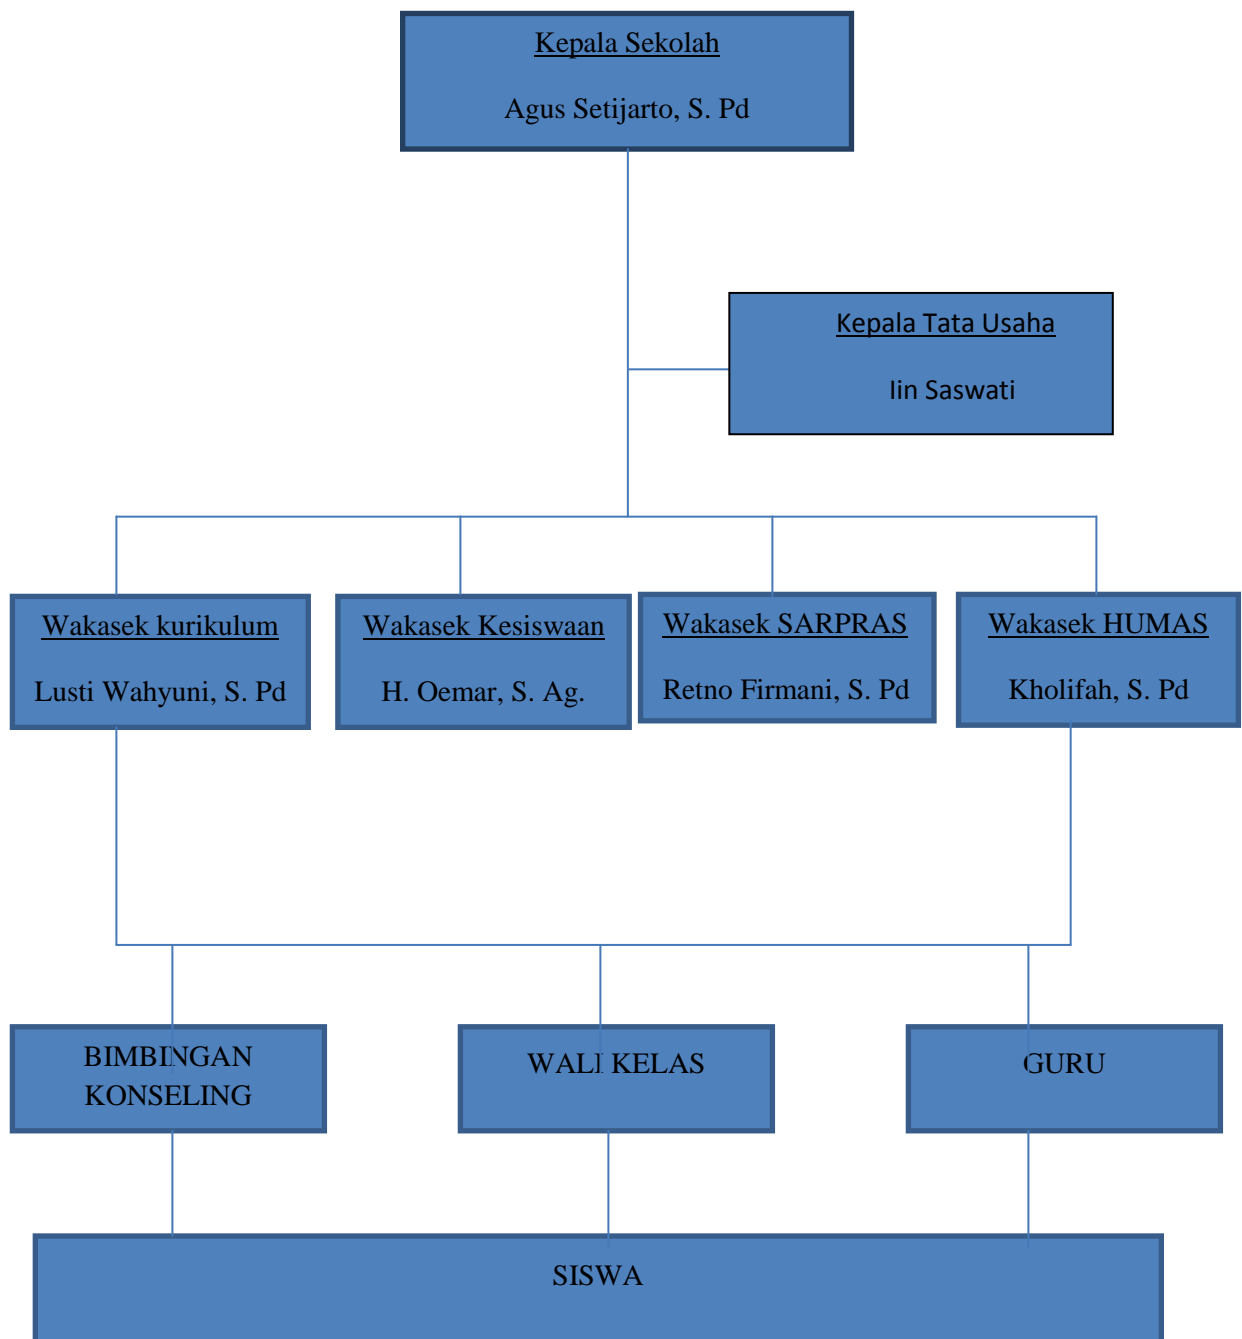 Kepala Sekolah
Agus Setijarto, S. Pd
Kepala Tata Usaha
Iin Saswati
Wakasek kurikulum
Lusti Wahyuni, S. Pd
Wakasek Kesiswaan
H. Oemar, S. Ag.
Wakasek SARPRAS
Retno Firmani, S. Pd
Wakasek HUMAS
Kholifah, S. Pd
BIMBINGAN
KONSELING
WALI KELAS
GURU
SISWA